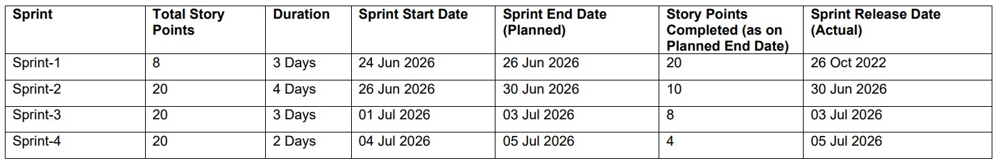 Sprint Total Story Points Duration Sprint Start Date Sprint End Date (Planned) Story Points Completed (as on Planned End Date) Sprint Release Date (Actual)
Sprint-1 8 3 Days 24 Jun 2026 26 Jun 2026 20 26 Oct 2022
Sprint-2 20 4 Days 26 Jun 2026 30 Jun 2026 10 30 Jun 2026
Sprint-3 20 3 Days 01 Jul 2026 03 Jul 2026 8 03 Jul 2026
Sprint-4 20 2 Days 04 Jul 2026 05 Jul 2026 4 05 Jul 2026